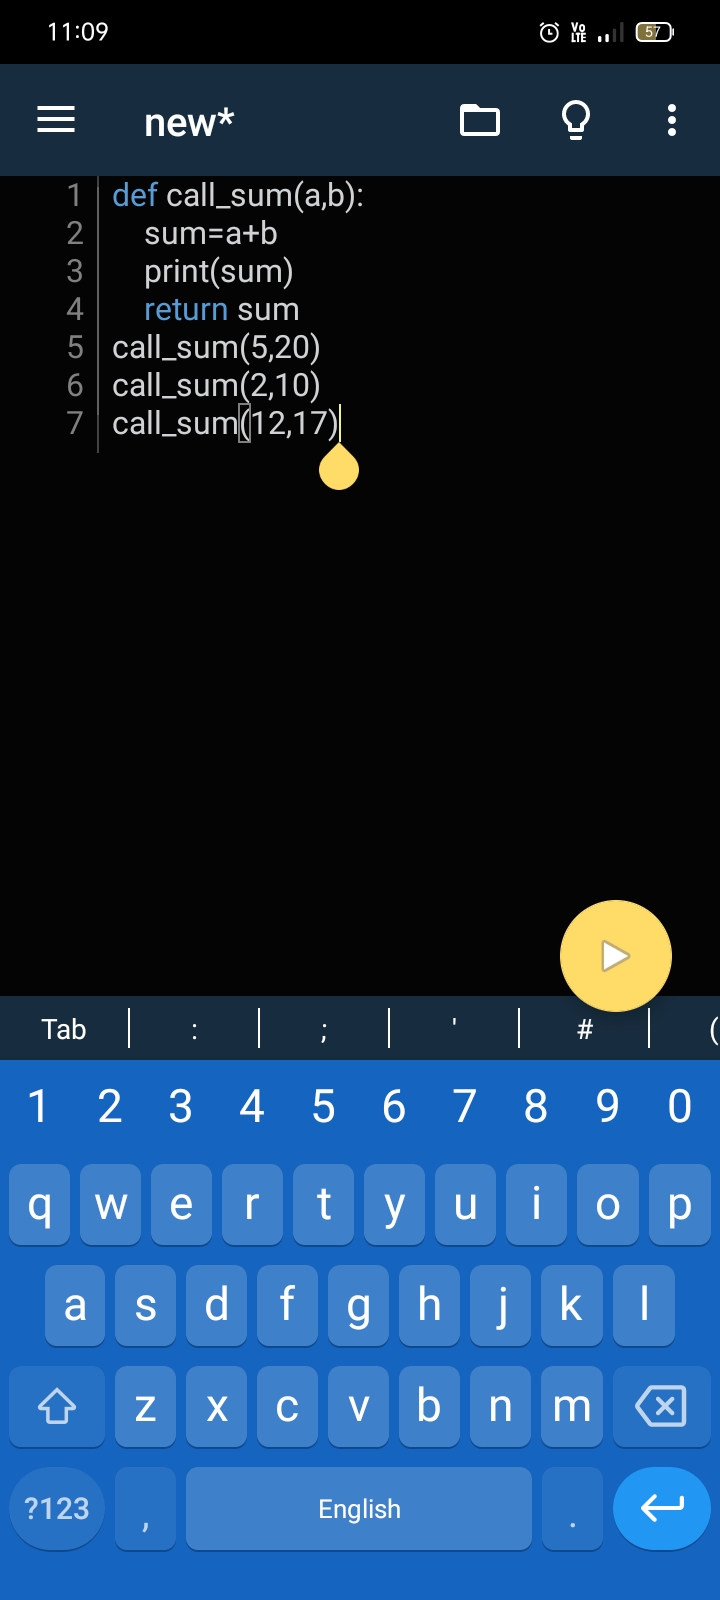 11:09
Vo LTE
57
new*
1 def call_sum(a,b):
2     sum=a+b
3     print(sum)
4     return sum
5 call_sum(5,20)
6 call_sum(2,10)
7 call_sum(12,17)
Tab : ; ' # (
1 2 3 4 5 6 7 8 9 0
q w e r t y u i o p
a s d f g h j k l
z x c v b n m
?123 , English .